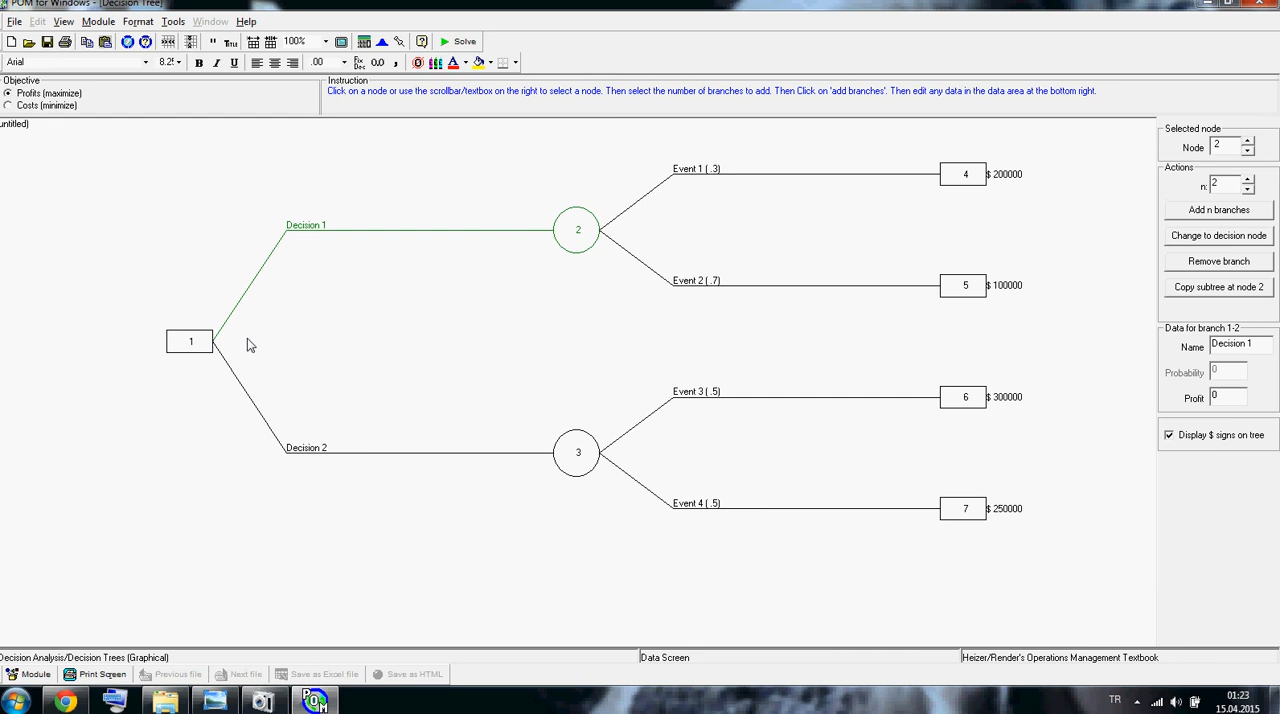 POM for Windows - [Decision Tree]
File Edit View Module Format Tools Window Help
100% Solve
Arial 8.25 B I U .00 Fix Dec 0.0 ,
Objective
Profits (maximize)
Costs (minimize)
Instruction
Click on a node or use the scrollbar/textbox on the right to select a node. Then select the number of branches to add. Then Click on 'add branches'. Then edit any data in the data area at the bottom right.
untitled)
Event 1 (.3)
4 $ 200000
Decision 1
2
Event 2 (.7)
5 $ 100000
1
Event 3 (.5)
6 $ 300000
Decision 2
3
Event 4 (.5)
7 $ 250000
Selected node
Node 2
Actions
n: 2
Add n branches
Change to decision node
Remove branch
Copy subtree at node 2
Data for branch 1-2
Name Decision 1
Probability 0
Profit 0
Display $ signs on tree
Decision Analysis/Decision Trees (Graphical) Data Screen Heizer/Render's Operations Management Textbook
Module Print Screen Previous file Next file Save as Excel file Save as HTML
TR 01:23
15.04.2015